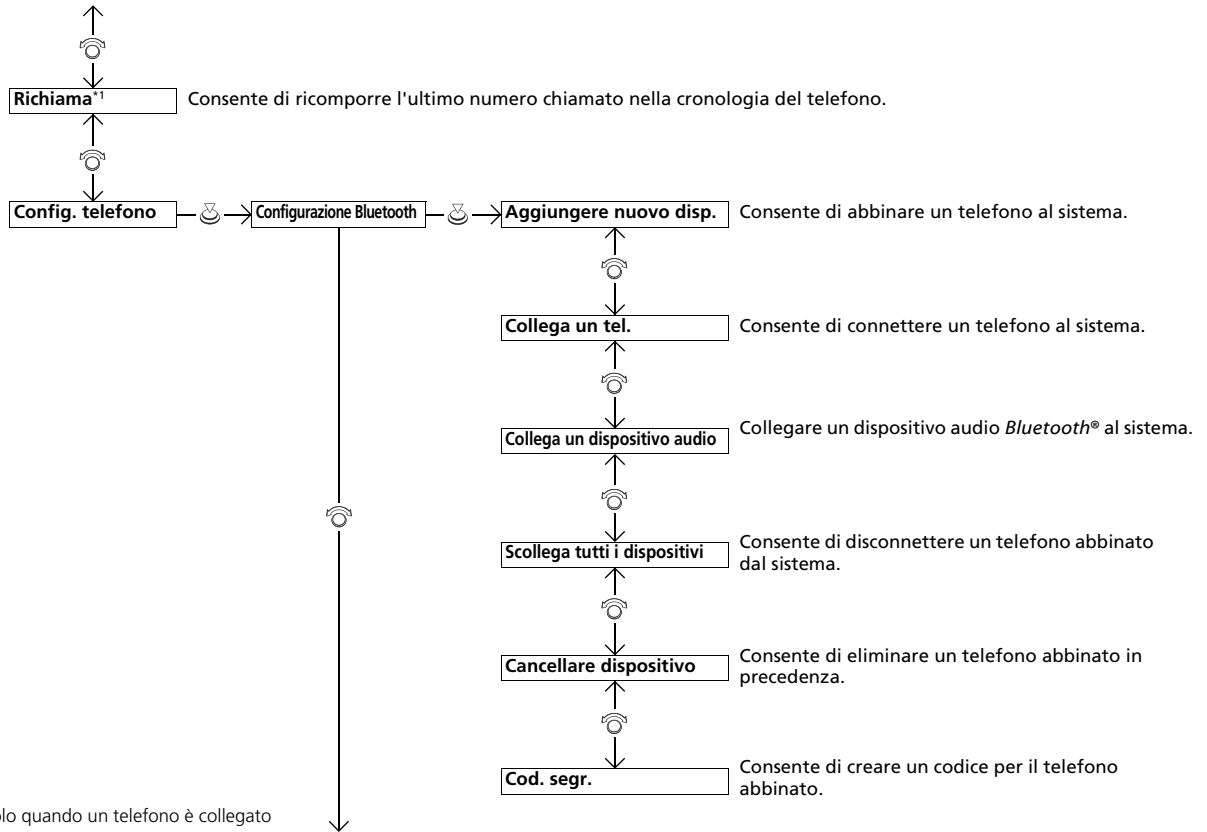 Richiama*1 Consente di ricomporre l'ultimo numero chiamato nella cronologia del telefono.
Config. telefono Configurazione Bluetooth Aggiungere nuovo disp. Consente di abbinare un telefono al sistema.
Collega un tel. Consente di connettere un telefono al sistema.
Collega un dispositivo audio Collegare un dispositivo audio Bluetooth® al sistema.
Scollega tutti i dispositivi Consente di disconnettere un telefono abbinato
dal sistema.
Cancellare dispositivo Consente di eliminare un telefono abbinato in
precedenza.
Cod. segr. Consente di creare un codice per il telefono
abbinato.
quando un telefono è collegato